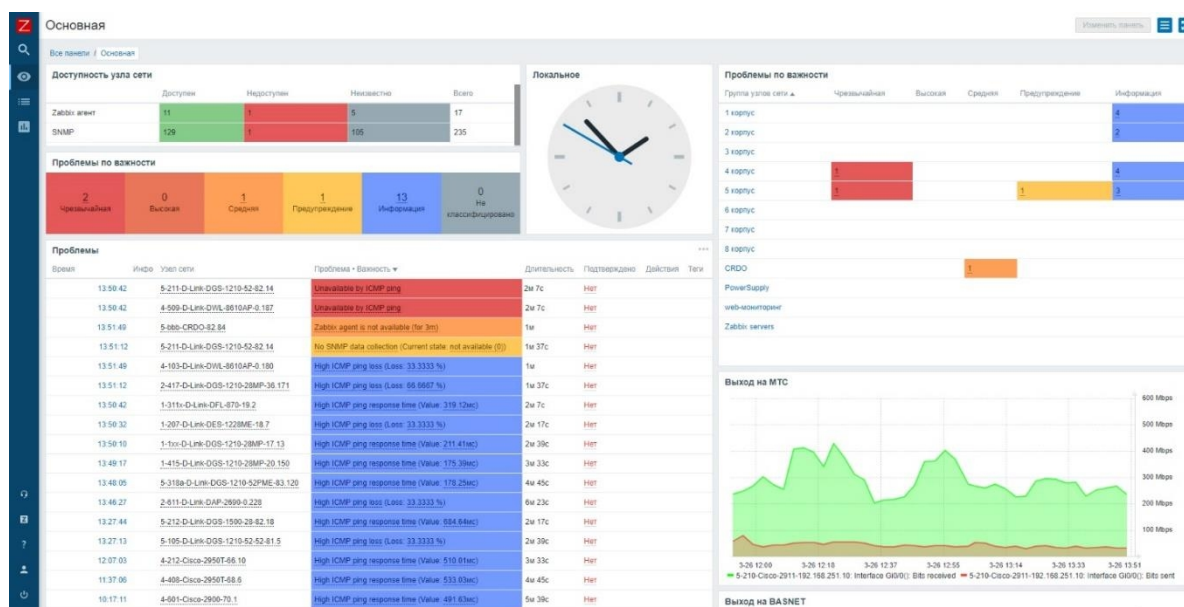 Z
Основная
Изменить панель
Все панели / Основная
Доступность узла сети
Доступен Недоступен Неизвестно Всего
Zabbix агент 11 1 5 17
SNMP 129 1 105 235
Проблемы по важности
2 Чрезвычайная
0 Высокая
1 Средняя
1 Предупреждение
13 Информация
0 Не классифицировано
Локальное
Проблемы
Время Инфо Узел сети Проблема • Важность Длительность Подтверждено Действия Теги
13:50:42 5-211-D-Link-DGS-1210-52-82.14 Unavailable by ICMP ping 2м 7с Нет
13:50:42 4-509-D-Link-DWL-8610AP-0.187 Unavailable by ICMP ping 2м 7с Нет
13:51:49 5-bbb-CRDO-82.84 Zabbix agent is not available (for 3m) 1м Нет
13:51:12 5-211-D-Link-DGS-1210-52-82.14 No SNMP data collection (Current state: not available (0)) 1м 37с Нет
13:51:49 4-103-D-Link-DWL-8610AP-0.180 High ICMP ping loss (Loss: 33.3333 %) 1м Нет
13:51:12 2-417-D-Link-DGS-1210-28MP-36.171 High ICMP ping loss (Loss: 66.6667 %) 1м 37с Нет
13:50:42 1-311x-D-Link-DFL-870-19.2 High ICMP ping response time (Value: 319.12мс) 2м 7с Нет
13:50:32 1-207-D-Link-DES-1228ME-18.7 High ICMP ping loss (Loss: 33.3333 %) 2м 17с Нет
13:50:10 1-1xx-D-Link-DGS-1210-28MP-17.13 High ICMP ping response time (Value: 211.41мс) 2м 39с Нет
13:49:17 1-415-D-Link-DGS-1210-28MP-20.150 High ICMP ping response time (Value: 175.39мс) 3м 33с Нет
13:48:05 5-318a-D-Link-DGS-1210-52PME-83.120 High ICMP ping response time (Value: 178.25мс) 4м 45с Нет
13:46:27 2-611-D-Link-DAP-2690-0.228 High ICMP ping loss (Loss: 33.3333 %) 6м 23с Нет
13:27:44 5-212-D-Link-DGS-1500-28-82.18 High ICMP ping response time (Value: 684.84мс) 2м 17с Нет
13:27:13 5-105-D-Link-DGS-1210-52-52-81.5 High ICMP ping loss (Loss: 33.3333 %) 2м 39с Нет
12:07:03 4-212-Cisco-2950T-66.10 High ICMP ping response time (Value: 510.01мс) 3м 33с Нет
11:37:06 4-408-Cisco-2950T-68.6 High ICMP ping response time (Value: 533.03мс) 4м 45с Нет
10:17:11 4-601-Cisco-2900-70.1 High ICMP ping response time (Value: 491.63мс) 5м 39с Нет
Проблемы по важности
Группа узлов сети Чрезвычайная Высокая Средняя Предупреждение Информация
1 корпус 4
2 корпус 2
3 корпус
4 корпус 1 4
5 корпус 1 1 3
6 корпус
7 корпус
8 корпус
CRDO 1
PowerSupply
web-мониторинг
Zabbix servers
Выход на МТС
600 Mbps
500 Mbps
400 Mbps
300 Mbps
200 Mbps
100 Mbps
3-26 12:00 3-26 12:18 3-26 12:37 3-26 12:55 3-26 13:14 3-26 13:33 3-26 13:51
5-210-Cisco-2911-192.168.251.10: Interface Gi0/0(): Bits received 5-210-Cisco-2911-192.168.251.10: Interface Gi0/0(): Bits sent
Выход на BASNET